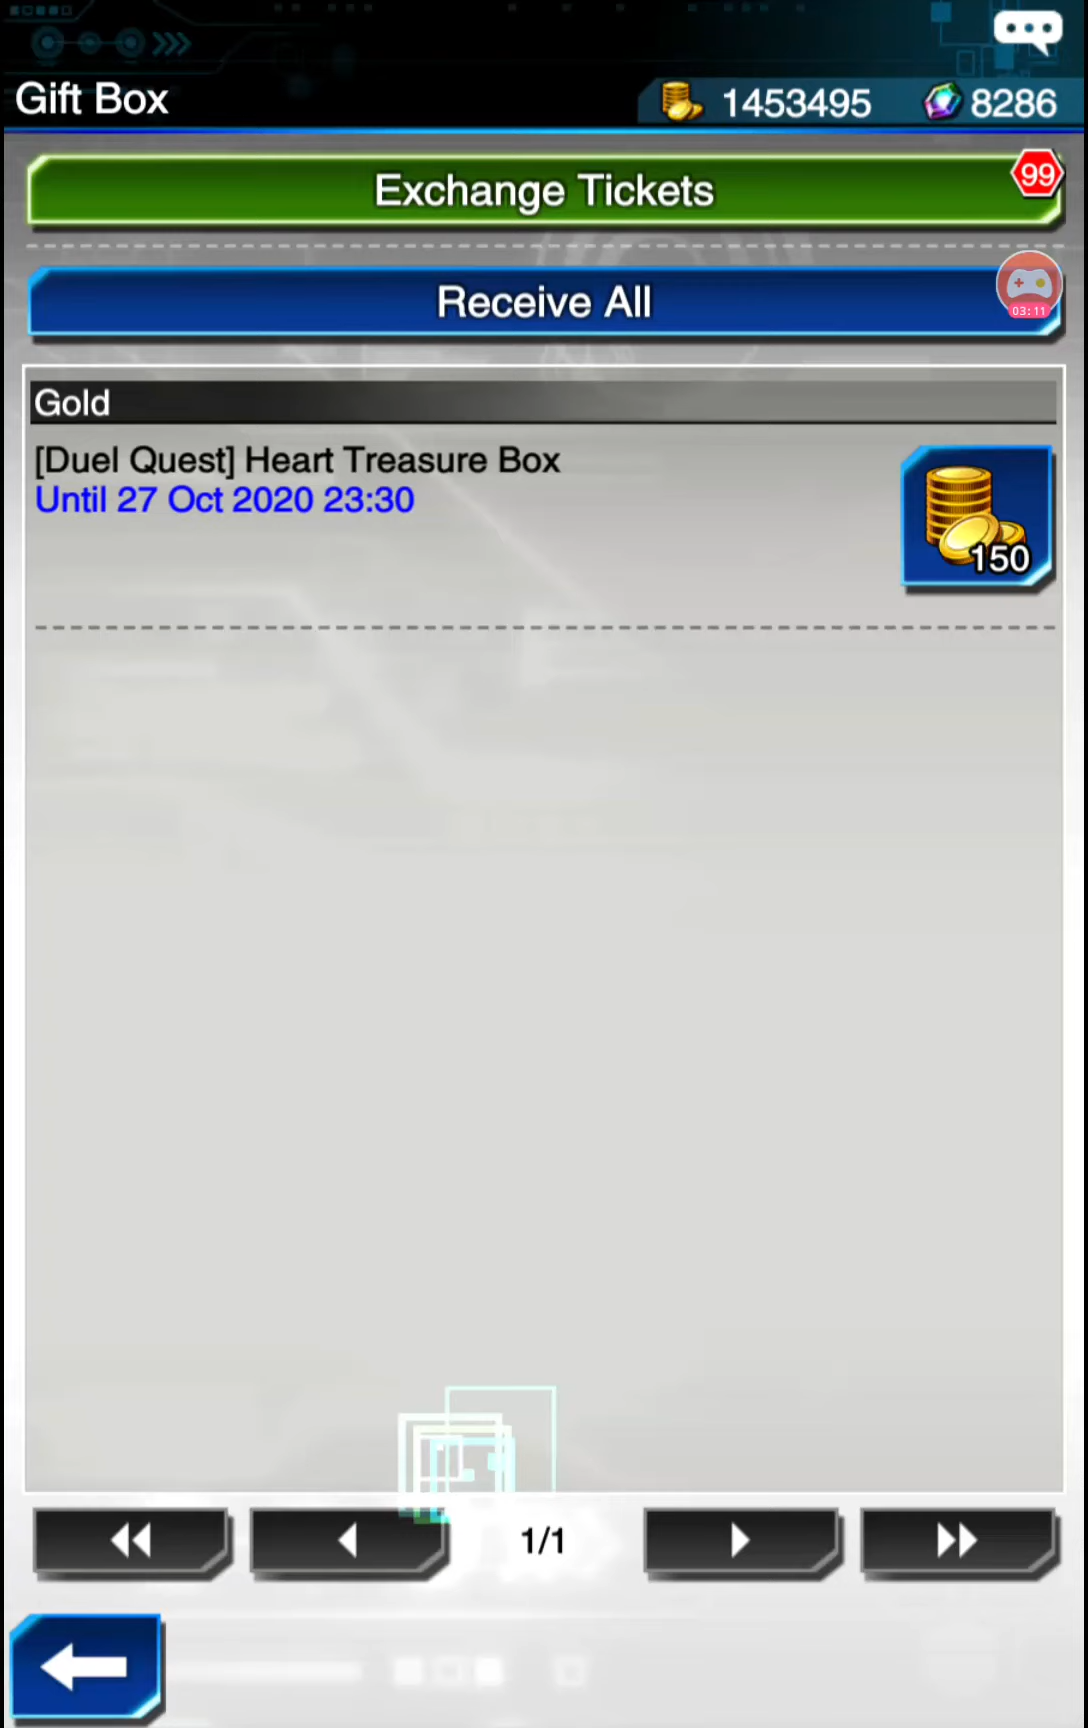 Gift Box
1453495
8286
Exchange Tickets
99
Receive All
03:11
Gold
[Duel Quest] Heart Treasure Box
Until 27 Oct 2020 23:30
150
1/1